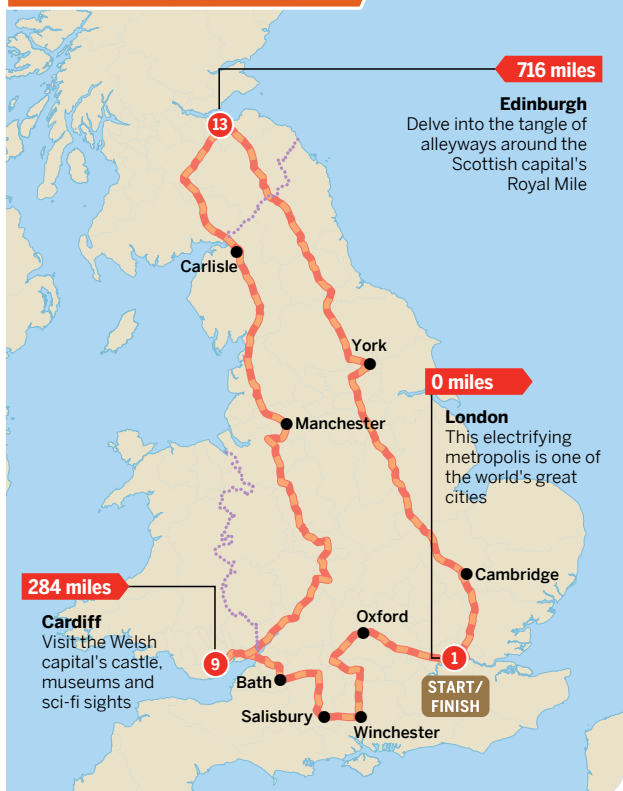 716 miles
Edinburgh
Delve into the tangle of
alleyways around the
Scottish capital's
Royal Mile
13
Carlisle
York
0 miles
London
This electrifying
metropolis is one of
the world's great
cities
Manchester
Cambridge
284 miles
Cardiff
Visit the Welsh
capital's castle,
museums and
sci-fi sights
Oxford
9
1
START/
FINISH
Bath
Salisbury
Winchester